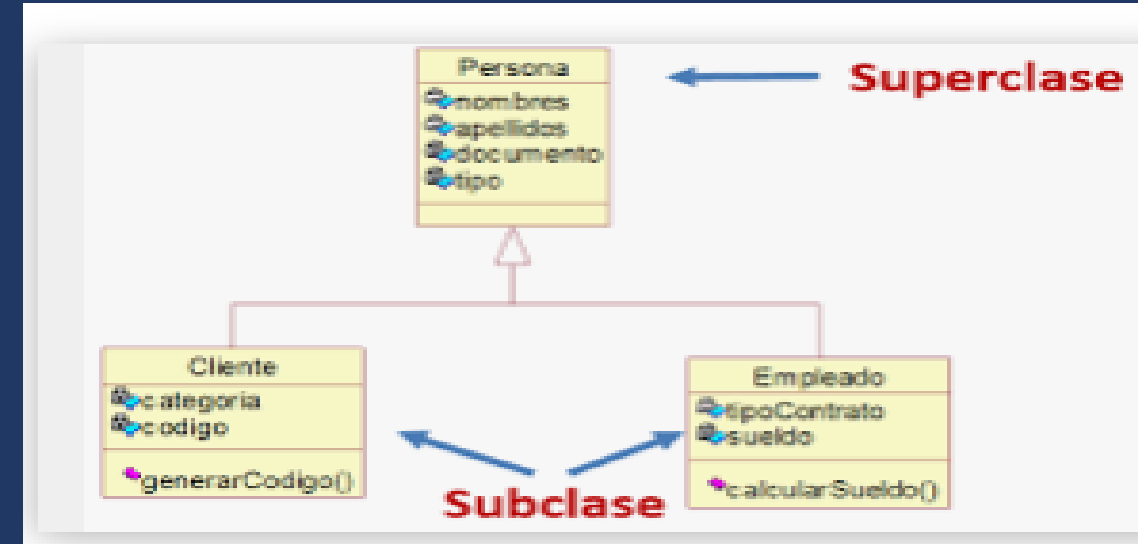 Persona
Superclase
nombres
apellidos
documento
tipo
Cliente
categoria
codigo
generarCodigo()
Empleado
tipoContrato
sueldo
calcularSueldo()
Subclase